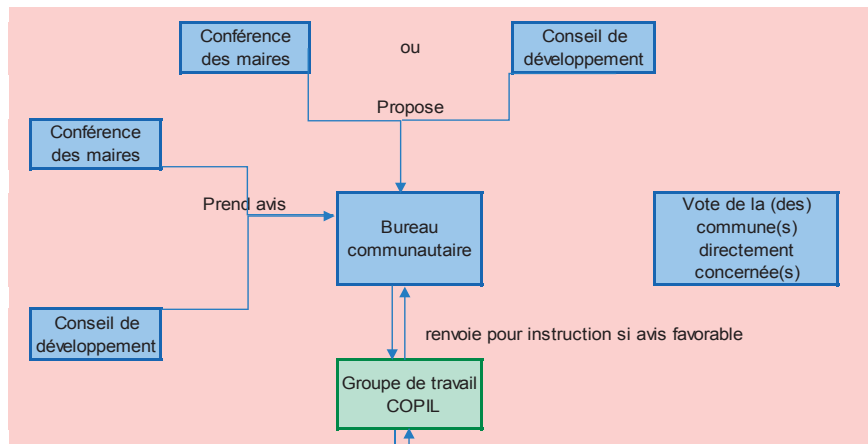 Conférence
des maires
ou
Conseil de
développement
Propose
Conférence
des maires
Prend avis
Bureau
communautaire
Vote de la (des)
commune(s)
directement
concernée(s)
Conseil de
développement
renvoie pour instruction si avis favorable
Groupe de travail
COPIL